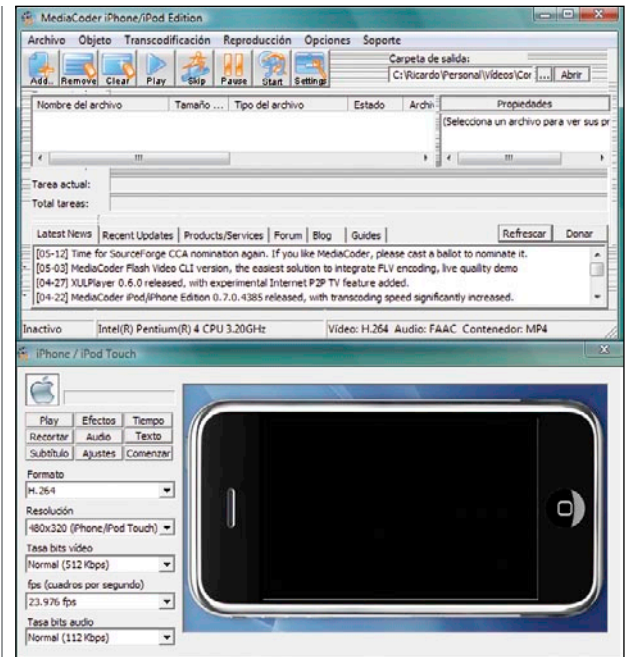 MediaCoder iPhone/iPod Edition
Archivo Objeto Transcodificación Reproducción Opciones Soporte
Add.. Remove Clear Play Skip Pause Start Settings
Carpeta de salida:
C:\Ricardo\Personal\Vídeos\Cor ... Abrir
Nombre del archivo Tamaño ... Tipo del archivo Estado Archi
Propiedades
(Selecciona un archivo para ver sus pr
Tarea actual:
Total tareas:
Latest News Recent Updates Products/Services Forum Blog Guides Refrescar Donar
[05-12] Time for SourceForge CCA nomination again. If you like MediaCoder, please cast a ballot to nominate it.
[05-03] MediaCoder Flash Video CLI version, the easiest solution to integrate FLV encoding, live quaility demo
[04-27] XULPlayer 0.6.0 released, with experimental Internet P2P TV feature added.
[04-22] MediaCoder iPod/iPhone Edition 0.7.0.4385 released, with transcoding speed significantly increased.
Inactivo Intel(R) Pentium(R) 4 CPU 3.20GHz Vídeo: H.264 Audio: FAAC Contenedor: MP4
iPhone / iPod Touch
Play Efectos Tiempo
Recortar Audio Texto
Subtítulo Ajustes Comenzar
Formato
H.264
Resolución
480x320 (iPhone/iPod Touch)
Tasa bits vídeo
Normal (512 Kbps)
fps (cuadros por segundo)
23.976 fps
Tasa bits audio
Normal (112 Kbps)